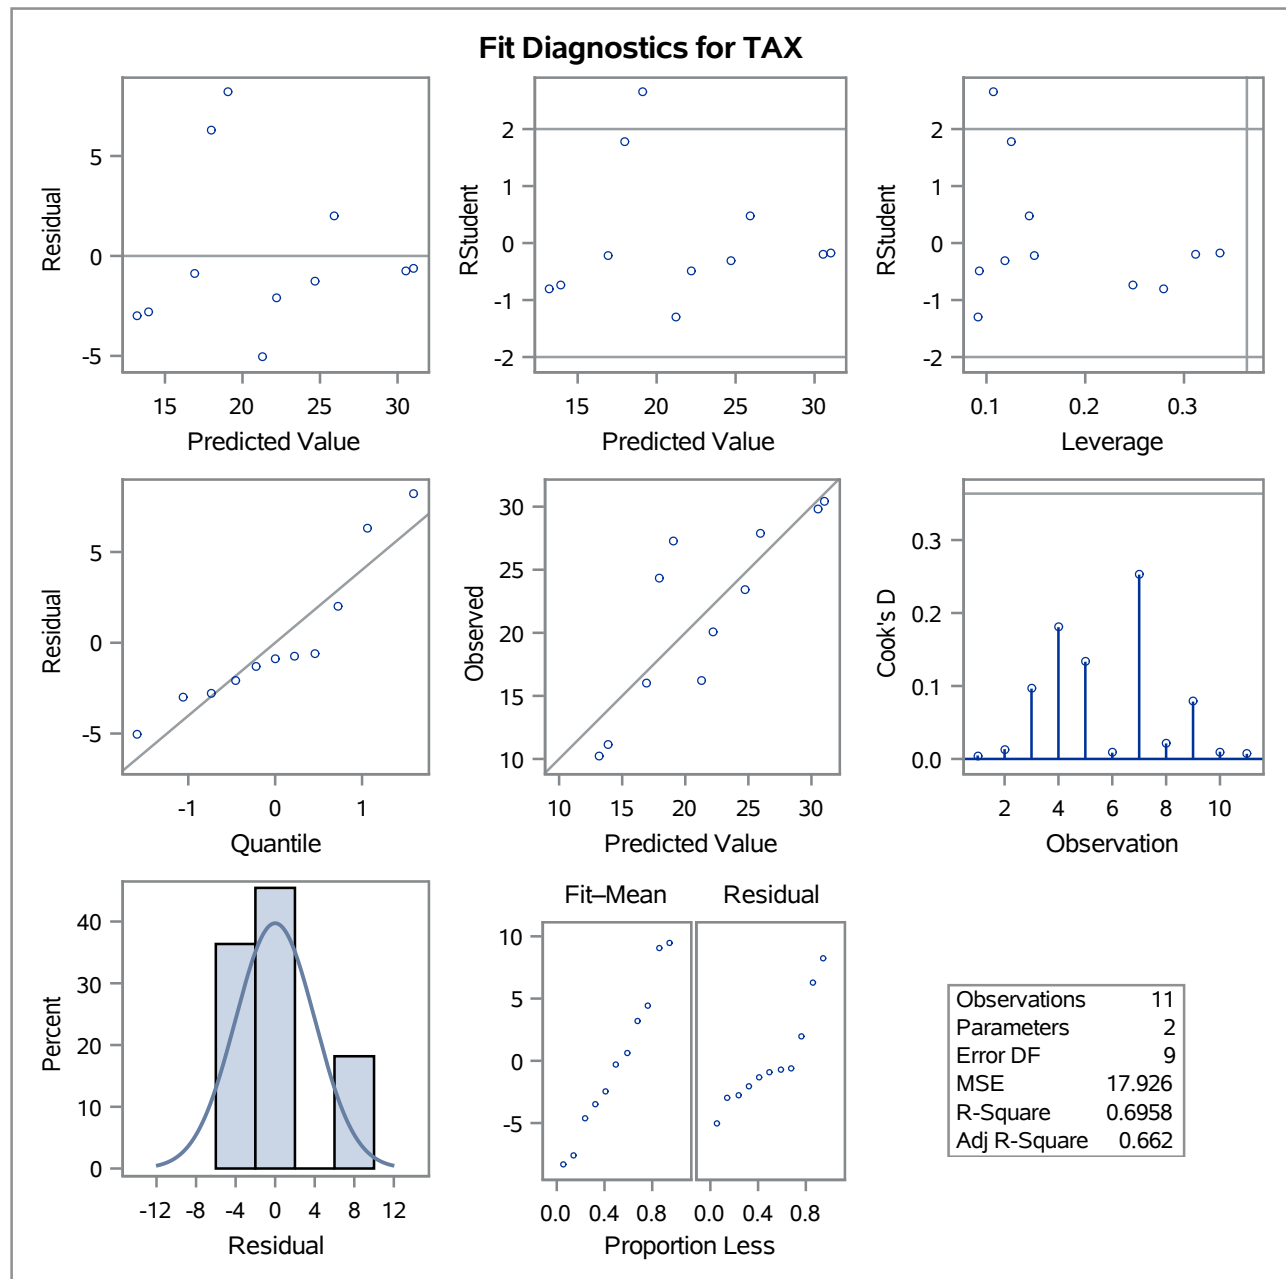 Fit Diagnostics for TAX
Residual
5
0
-5
15 20 25 30
Predicted Value
RStudent
2
1
0
-1
-2
15 20 25 30
Predicted Value
RStudent
2
1
0
-1
-2
0.1 0.2 0.3
Leverage
Residual
5
0
-5
-1 0 1
Quantile
Observed
30
25
20
15
10
10 15 20 25 30
Predicted Value
Cook's D
0.3
0.2
0.1
0.0
2 4 6 8 10
Observation
Percent
40
30
20
10
0
-12 -8 -4 0 4 8 12
Residual
Fit–Mean Residual
10
5
0
-5
0.0 0.4 0.8 0.0 0.4 0.8
Proportion Less
Observations 11
Parameters 2
Error DF 9
MSE 17.926
R-Square 0.6958
Adj R-Square 0.662